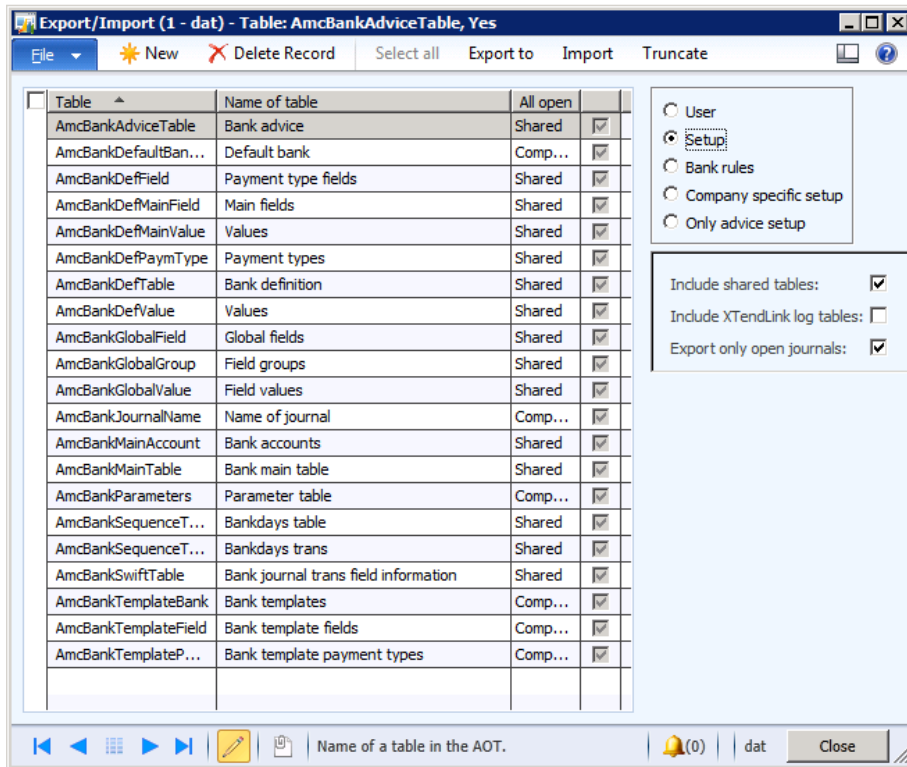 Export/Import (1 - dat) - Table: AmcBankAdviceTable, Yes
File New Delete Record Select all Export to Import Truncate
Table Name of table All open
AmcBankAdviceTable Bank advice Shared
AmcBankDefaultBan... Default bank Comp...
AmcBankDefField Payment type fields Shared
AmcBankDefMainField Main fields Shared
AmcBankDefMainValue Values Shared
AmcBankDefPaymType Payment types Shared
AmcBankDefTable Bank definition Shared
AmcBankDefValue Values Shared
AmcBankGlobalField Global fields Shared
AmcBankGlobalGroup Field groups Shared
AmcBankGlobalValue Field values Shared
AmcBankJournalName Name of journal Comp...
AmcBankMainAccount Bank accounts Shared
AmcBankMainTable Bank main table Shared
AmcBankParameters Parameter table Comp...
AmcBankSequenceT... Bankdays table Shared
AmcBankSequenceT... Bankdays trans Shared
AmcBankSwiftTable Bank journal trans field information Shared
AmcBankTemplateBank Bank templates Comp...
AmcBankTemplateField Bank template fields Comp...
AmcBankTemplateP... Bank template payment types Comp...
User
Setup
Bank rules
Company specific setup
Only advice setup
Include shared tables:
Include XTendLink log tables:
Export only open journals:
Name of a table in the AOT. (0) dat Close